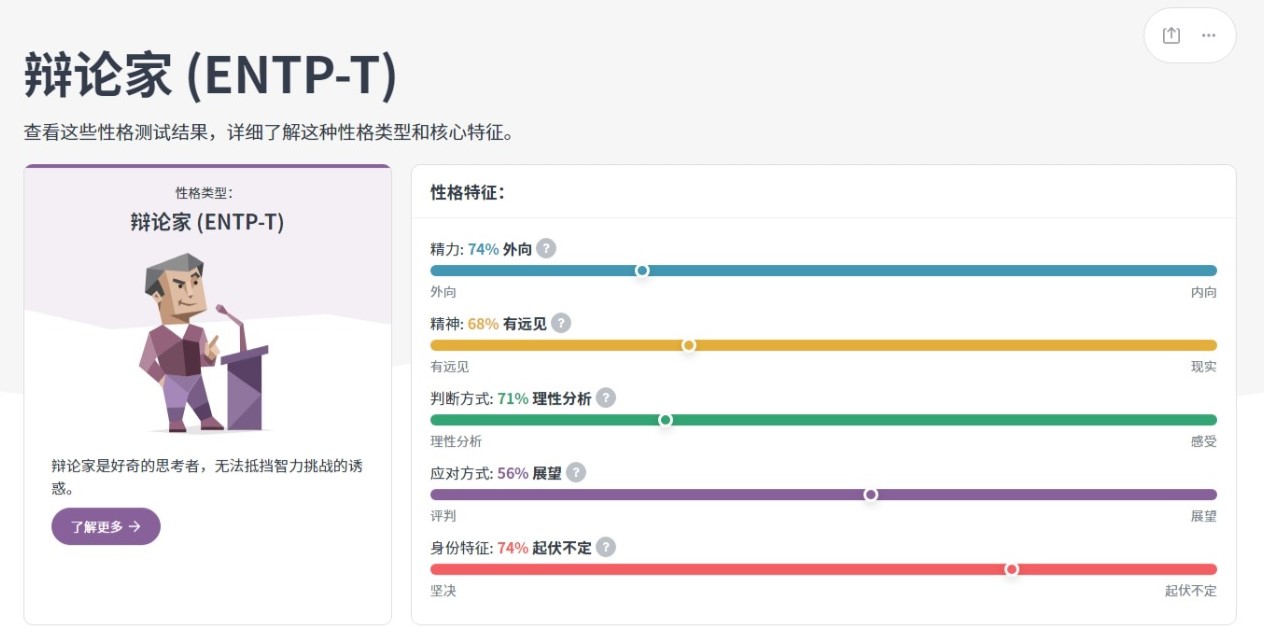 辩论家 (ENTP-T)
查看这些性格测试结果，详细了解这种性格类型和核心特征。
性格类型：
辩论家 (ENTP-T)
辩论家是好奇的思考者，无法抵挡智力挑战的诱
惑。
了解更多 →
性格特征：
精力: 74% 外向 ?
外向 内向
精神: 68% 有远见 ?
有远见 现实
判断方式: 71% 理性分析 ?
理性分析 感受
应对方式: 56% 展望 ?
评判 展望
身份特征: 74% 起伏不定 ?
坚决 起伏不定